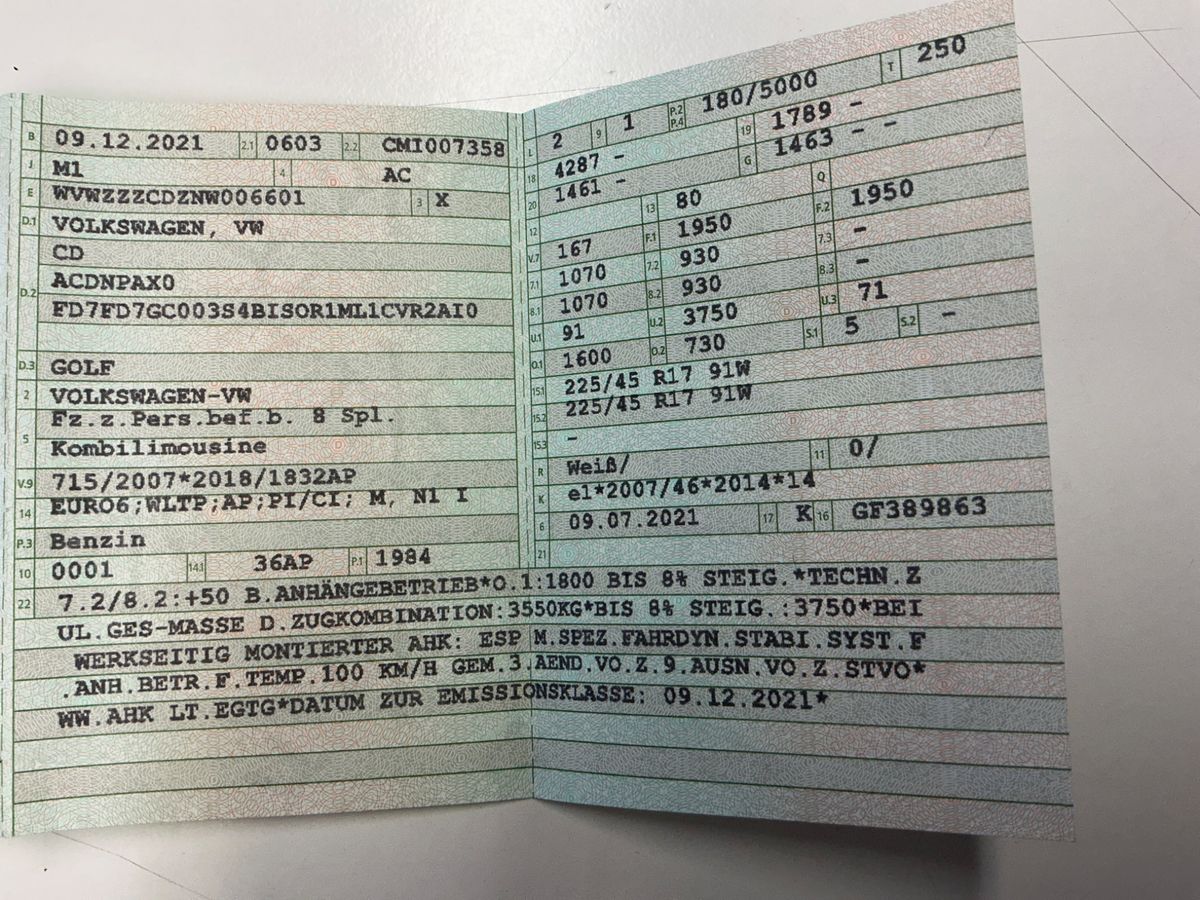 B 09.12.2021 2.1 0603 2.2 CMI007358
J M1 4 AC
E WVWZZZCDZNW006601 3 X
D.1 VOLKSWAGEN, VW
CD
D.2 ACDNPAX0
FD7FD7GC003S4BISOR1ML1CVR2AI0
D.3 GOLF
2 VOLKSWAGEN-VW
Fz.z.Pers.bef.b. 8 Spl.
5 Kombilimousine
V.9 715/2007*2018/1832AP
14 EURO6;WLTP;AP;PI/CI; M, N1 I
P.3 Benzin
10 0001 14.1 36AP P.1 1984
L 2 9 1 P.2 P.4 180/5000 T 250
18 4287 - 19 1789 -
20 1461 - G 1463 - -
12 13 80 Q
V.7 167 F.1 1950 F.2 1950
7.1 1070 7.2 930 7.3 -
8.1 1070 8.2 930 8.3 -
U.1 91 U.2 3750 U.3 71
O.1 1600 O.2 730 S.1 5 S.2 -
15.1 225/45 R17 91W
15.2 225/45 R17 91W
15.3 -
R Weiß/ 11 0/
K e1*2007/46*2014*14
6 09.07.2021 17 K 16 GF389863
21
22 7.2/8.2:+50 B.ANHÄNGEBETRIEB*O.1:1800 BIS 8% STEIG.*TECHN.Z
UL.GES-MASSE D.ZUGKOMBINATION:3550KG*BIS 8% STEIG.:3750*BEI
WERKSEITIG MONTIERTER AHK: ESP M.SPEZ.FAHRDYN.STABI.SYST.F
.ANH.BETR.F.TEMP.100 KM/H GEM.3.AEND.VO.Z.9.AUSN.VO.Z.STVO*
WW.AHK LT.EGTG*DATUM ZUR EMISSIONSKLASSE: 09.12.2021*